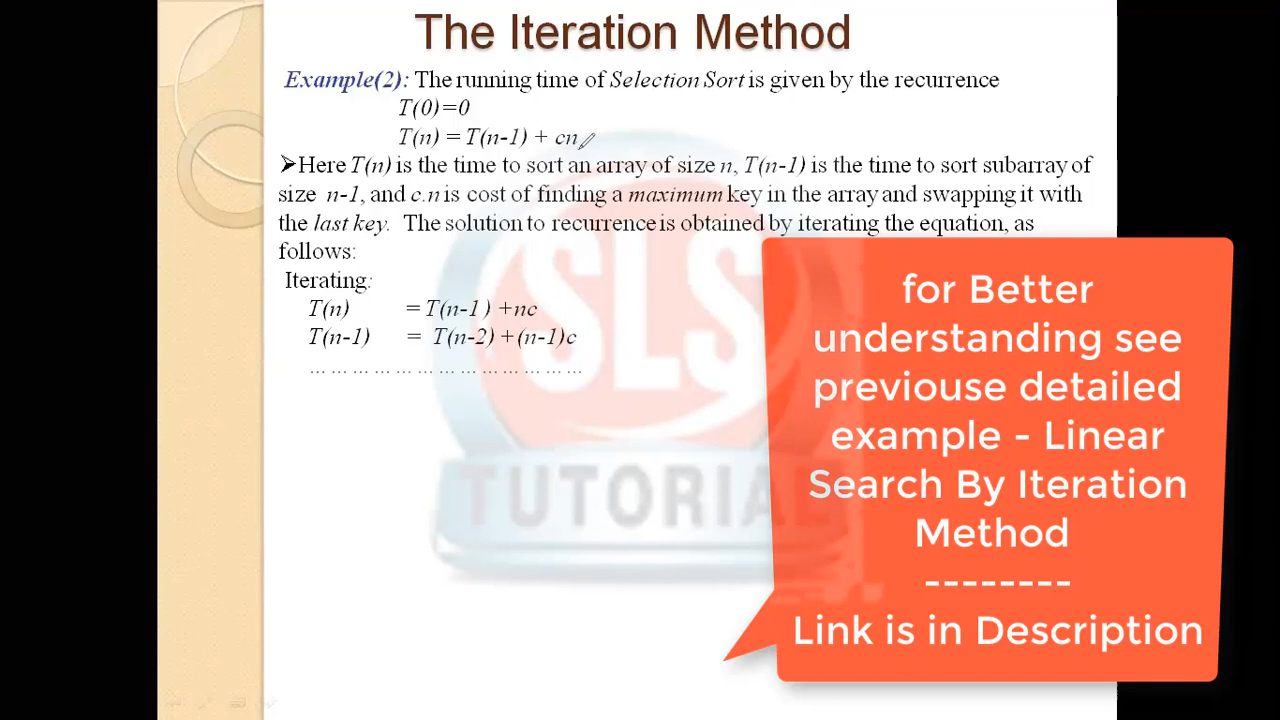 The Iteration Method
Example(2): The running time of Selection Sort is given by the recurrence
T(0)=0
T(n) = T(n-1) + cn
➢Here T(n) is the time to sort an array of size n, T(n-1) is the time to sort subarray of
size n-1, and c.n is cost of finding a maximum key in the array and swapping it with
the last key. The solution to recurrence is obtained by iterating the equation, as
follows:
Iterating:
T(n) = T(n-1 ) +nc
T(n-1) = T(n-2) +(n-1)c
… … … … … … … … … … … … …
SLS
TUTORIAL
for Better
understanding see
previouse detailed
example - Linear
Search By Iteration
Method
--------
Link is in Description